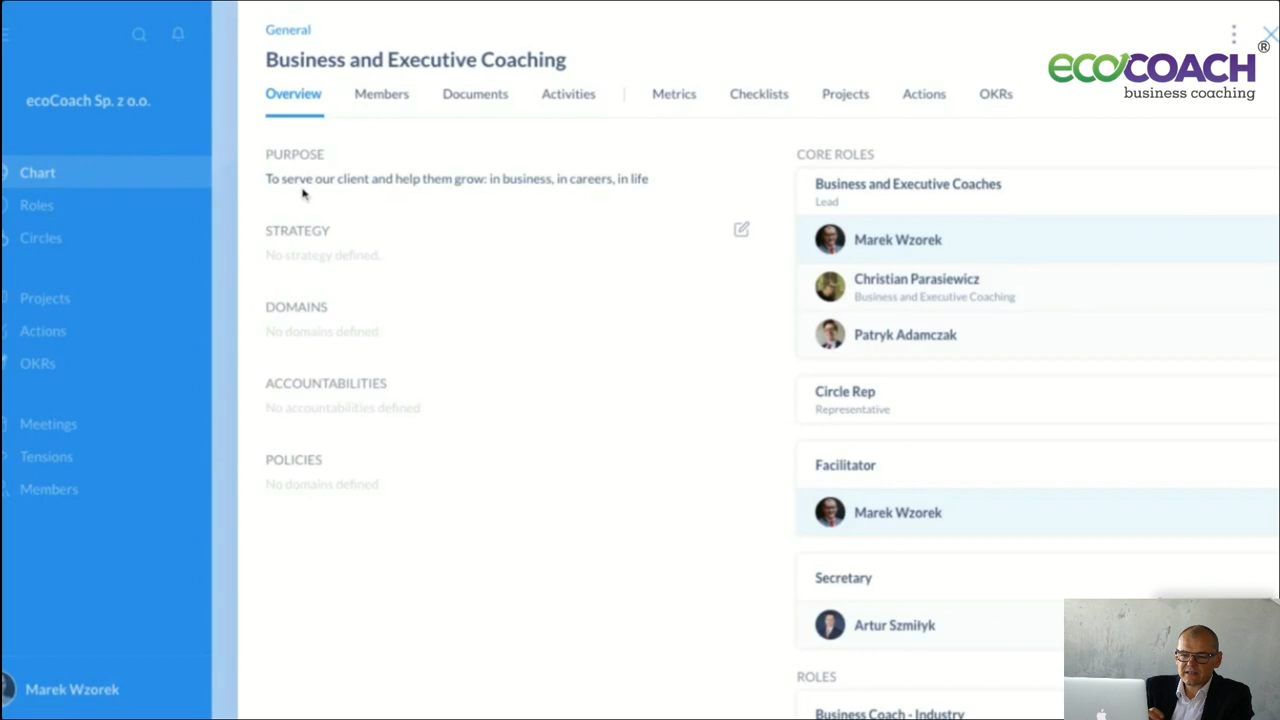 ecoCoach Sp. z o.o.
Chart
Roles
Circles
Projects
Actions
OKRs
Meetings
Tensions
Members
Marek Wzorek
General
Business and Executive Coaching
Overview
Members
Documents
Activities
Metrics
Checklists
Projects
Actions
OKRs
ecoCOACH®
business coaching
PURPOSE
To serve our client and help them grow: in business, in careers, in life
STRATEGY
No strategy defined.
DOMAINS
No domains defined
ACCOUNTABILITIES
No accountabilities defined
POLICIES
No domains defined
CORE ROLES
Business and Executive Coaches
Lead
Marek Wzorek
Christian Parasiewicz
Business and Executive Coaching
Patryk Adamczak
Circle Rep
Representative
Facilitator
Marek Wzorek
Secretary
Artur Szmiłyk
ROLES
Business Coach - Industry